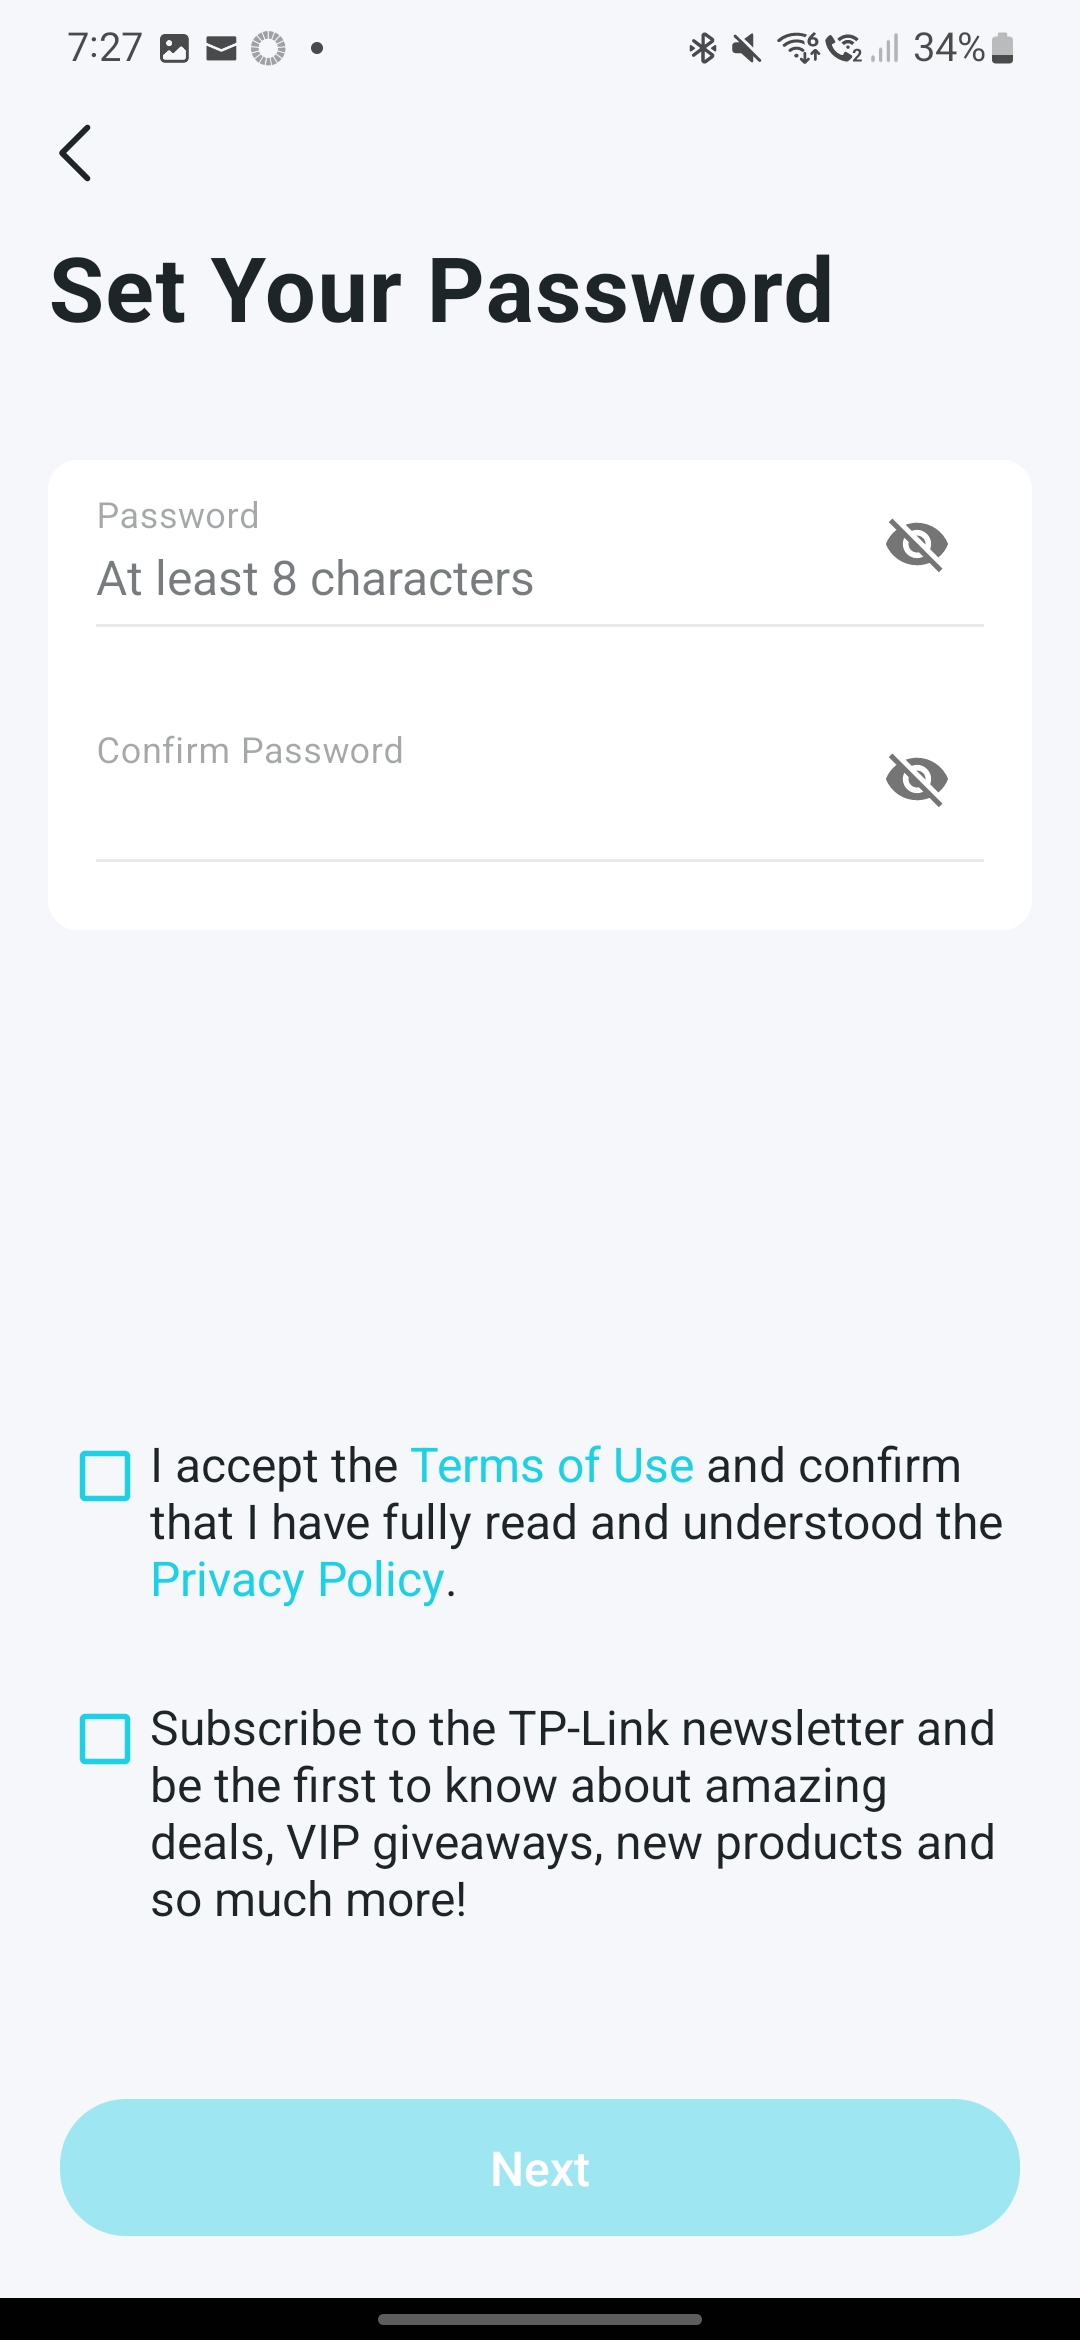 7:27 34%
Set Your Password
Password
At least 8 characters
Confirm Password
I accept the Terms of Use and confirm
that I have fully read and understood the
Privacy Policy.
Subscribe to the TP-Link newsletter and
be the first to know about amazing
deals, VIP giveaways, new products and
so much more!
Next